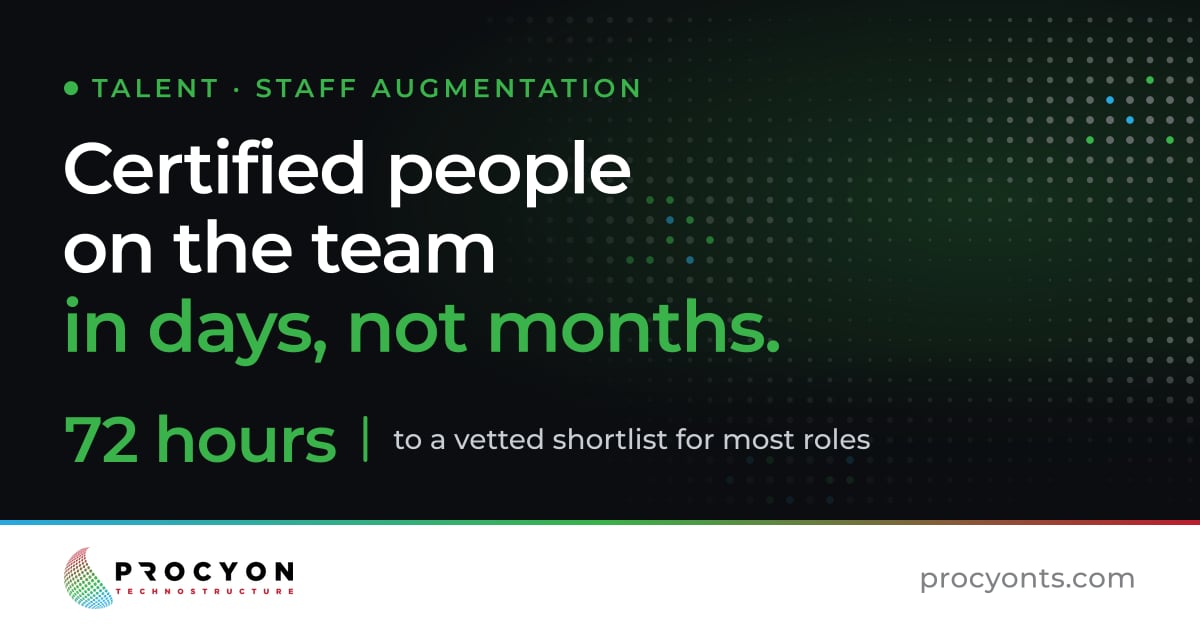 TALENT · STAFF AUGMENTATION
Certified people
on the team
in days, not months.
72 hours | to a vetted shortlist for most roles
PROCYON
TECHNOSTRUCTURE
procyonts.com